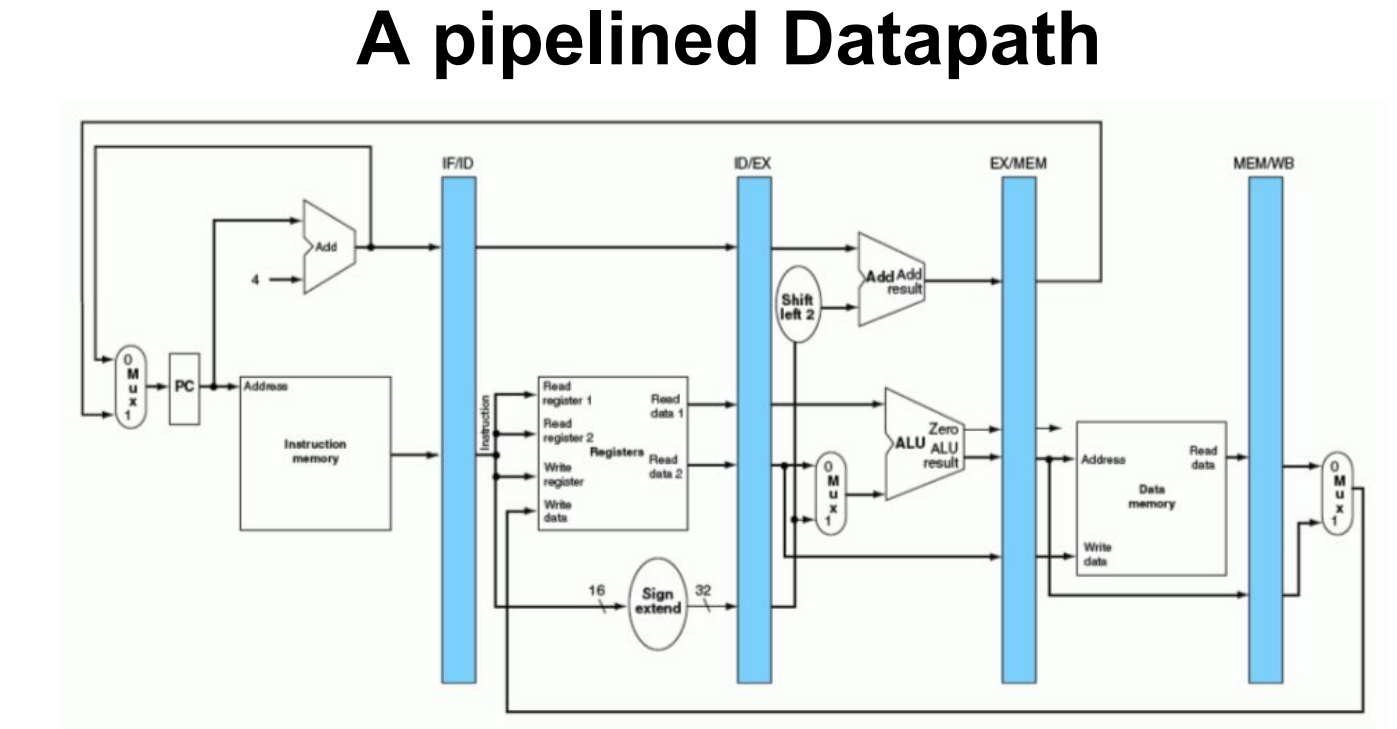 A pipelined Datapath
IF/ID
ID/EX
EX/MEM
MEM/WB
Add
4
Shift
left 2
Add Add
result
0
M
u
x
1
PC
Address
Instruction
memory
Instruction
Read
register 1
Read
register 2
Write
register
Write
data
Registers
Read
data 1
Read
data 2
16
Sign
extend
32
0
M
u
x
1
Zero
ALU
ALU
result
Address
Read
data
Data
memory
Write
data
0
M
u
x
1